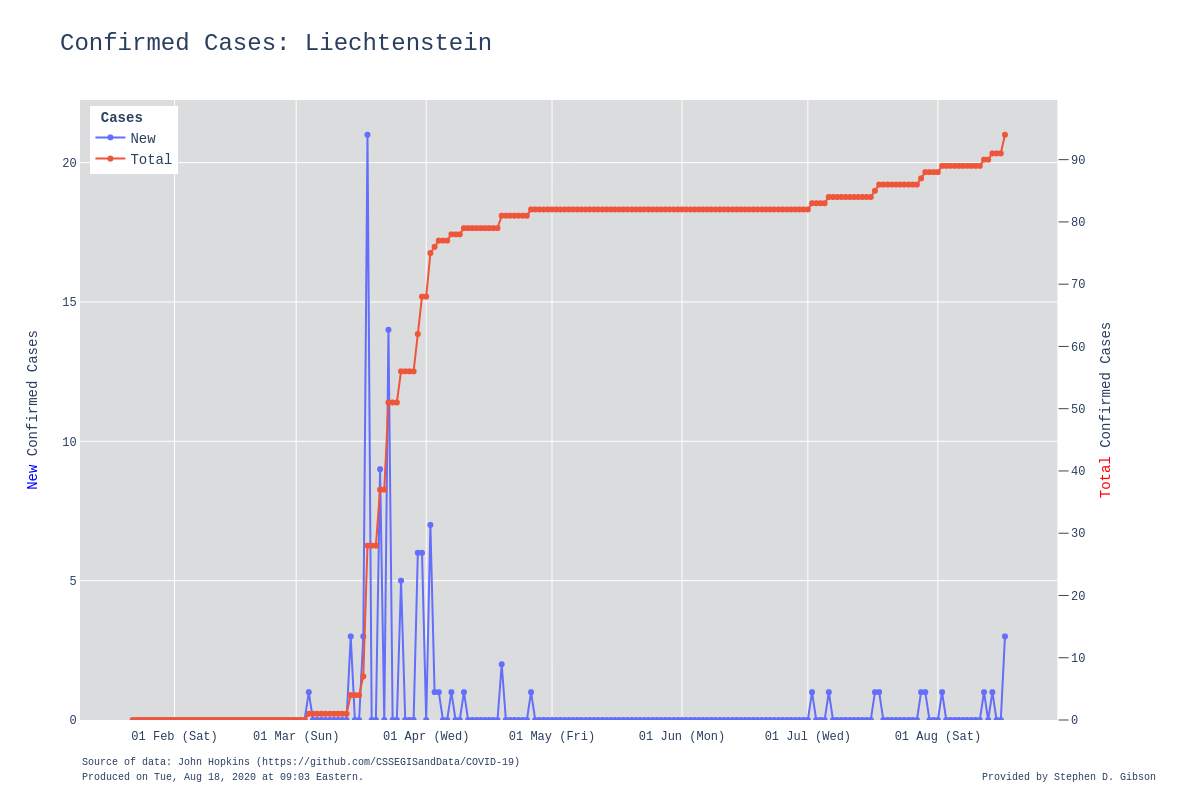 Confirmed Cases: Liechtenstein
Cases
New
Total
20
15
10
5
0
90
80
70
60
50
40
30
20
10
0
New Confirmed Cases
Total Confirmed Cases
01 Feb (Sat)
01 Mar (Sun)
01 Apr (Wed)
01 May (Fri)
01 Jun (Mon)
01 Jul (Wed)
01 Aug (Sat)
Source of data: John Hopkins (https://github.com/CSSEGISandData/COVID-19)
Produced on Tue, Aug 18, 2020 at 09:03 Eastern.
Provided by Stephen D. Gibson